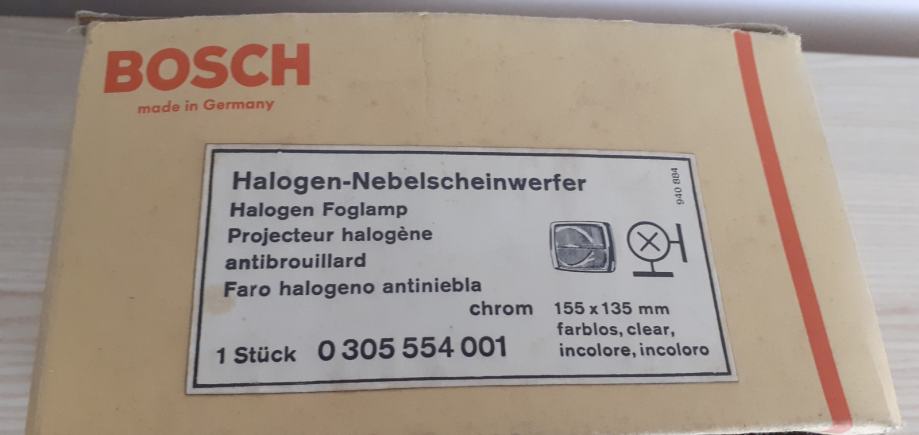 BOSCH
made in Germany
Halogen-Nebelscheinwerfer
Halogen Foglamp
Projecteur halogène
antibrouillard
Faro halogeno antiniebla
chrom
155 x 135 mm
farblos, clear,
incolore, incoloro
1 Stück 0 305 554 001
940 884